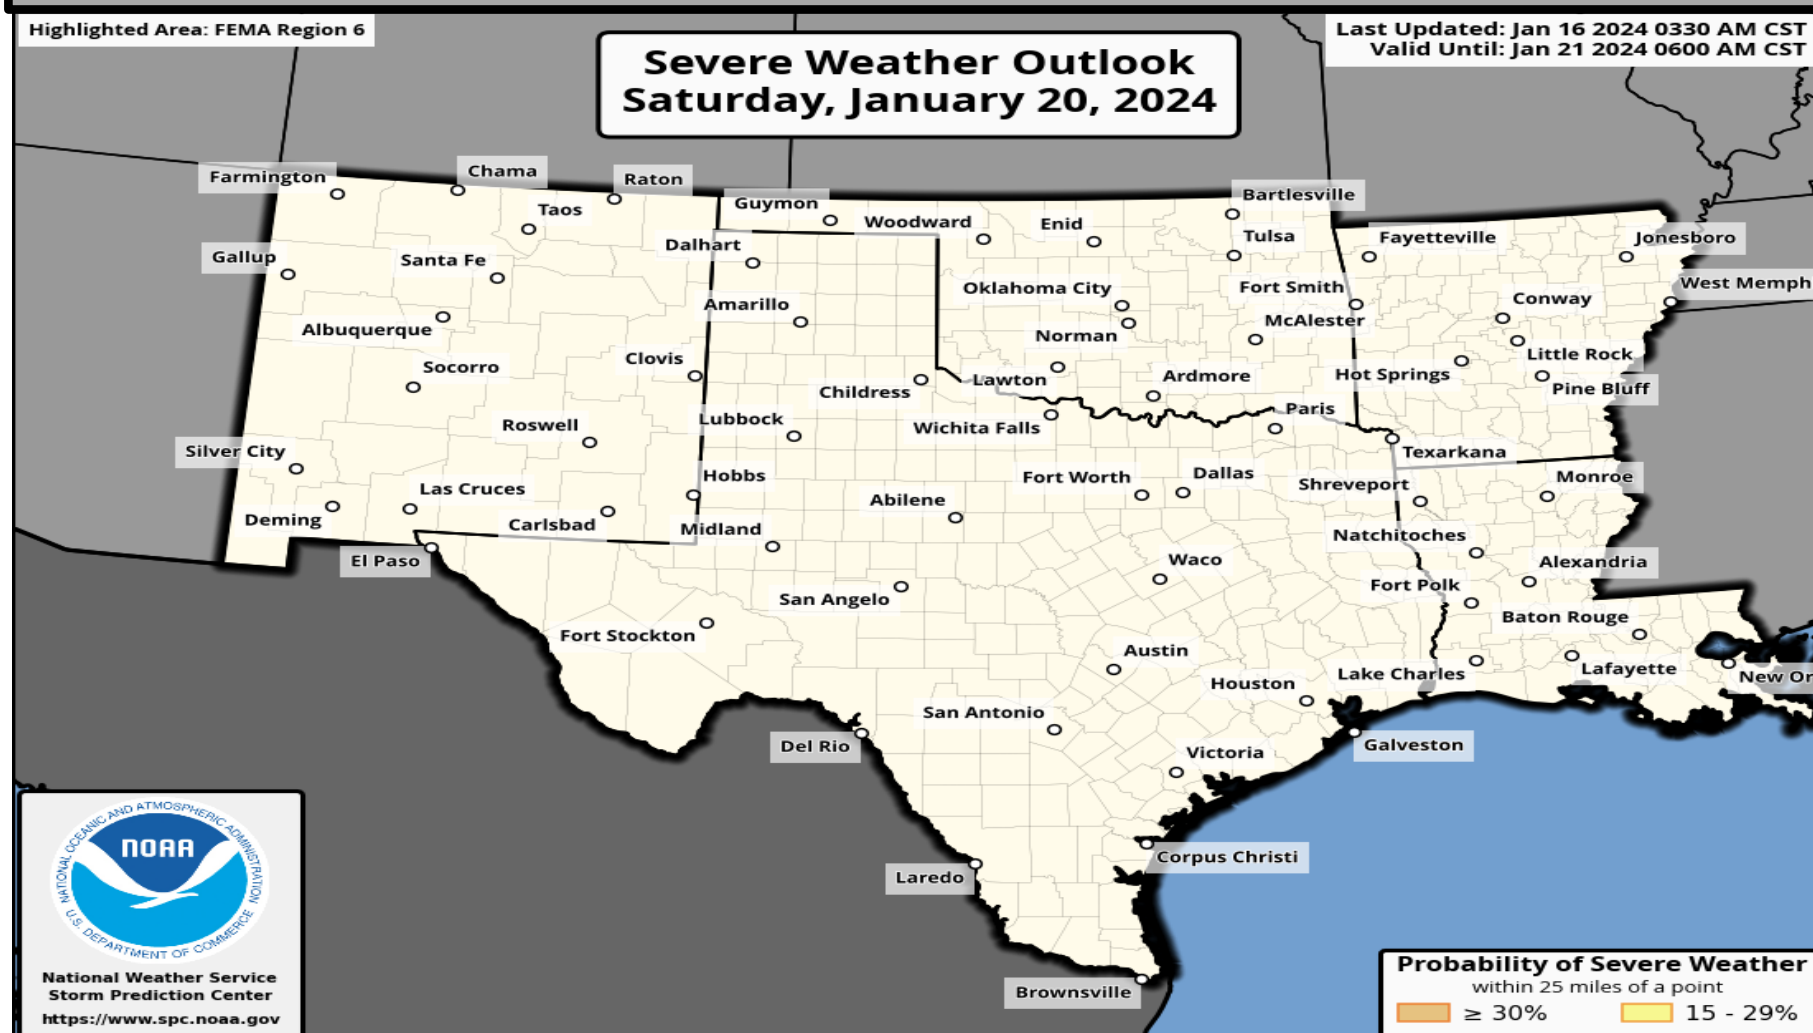 Highlighted Area: FEMA Region 6
Last Updated: Jan 16 2024 0330 AM CST
Valid Until: Jan 21 2024 0600 AM CST
Severe Weather Outlook
Saturday, January 20, 2024
Farmington
Chama
Raton
Taos
Guymon
Woodward
Enid
Bartlesville
Tulsa
Fayetteville
Jonesboro
Gallup
Santa Fe
Dalhart
Oklahoma City
Fort Smith
Conway
West Memph
Albuquerque
Amarillo
Norman
McAlester
Little Rock
Socorro
Clovis
Childress
Lawton
Ardmore
Hot Springs
Pine Bluff
Roswell
Lubbock
Wichita Falls
Paris
Texarkana
Silver City
Las Cruces
Hobbs
Abilene
Fort Worth
Dallas
Shreveport
Monroe
Deming
Carlsbad
Midland
Natchitoches
El Paso
San Angelo
Waco
Fort Polk
Alexandria
Fort Stockton
Austin
Baton Rouge
Houston
Lake Charles
Lafayette
New Or
San Antonio
Del Rio
Victoria
Galveston
Corpus Christi
Laredo
Brownsville
NATIONAL OCEANIC AND ATMOSPHERIC ADMINISTRATION
NOAA
U.S. DEPARTMENT OF COMMERCE
National Weather Service
Storm Prediction Center
https://www.spc.noaa.gov
Probability of Severe Weather
within 25 miles of a point
≥ 30%
15 - 29%